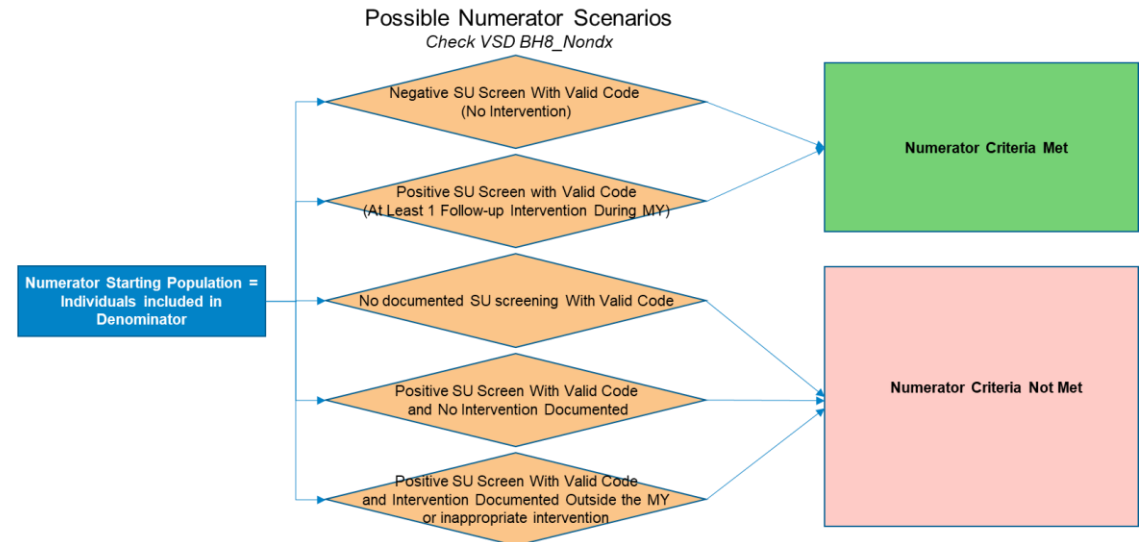 Possible Numerator Scenarios
Check VSD BH8_Nondx
Negative SU Screen With Valid Code
(No Intervention)
Numerator Criteria Met
Positive SU Screen with Valid Code
(At Least 1 Follow-up Intervention During MY)
Numerator Starting Population =
Individuals included in
Denominator
No documented SU screening With Valid Code
Numerator Criteria Not Met
Positive SU Screen With Valid Code
and No Intervention Documented
Positive SU Screen With Valid Code
and Intervention Documented Outside the MY
or inappropriate intervention